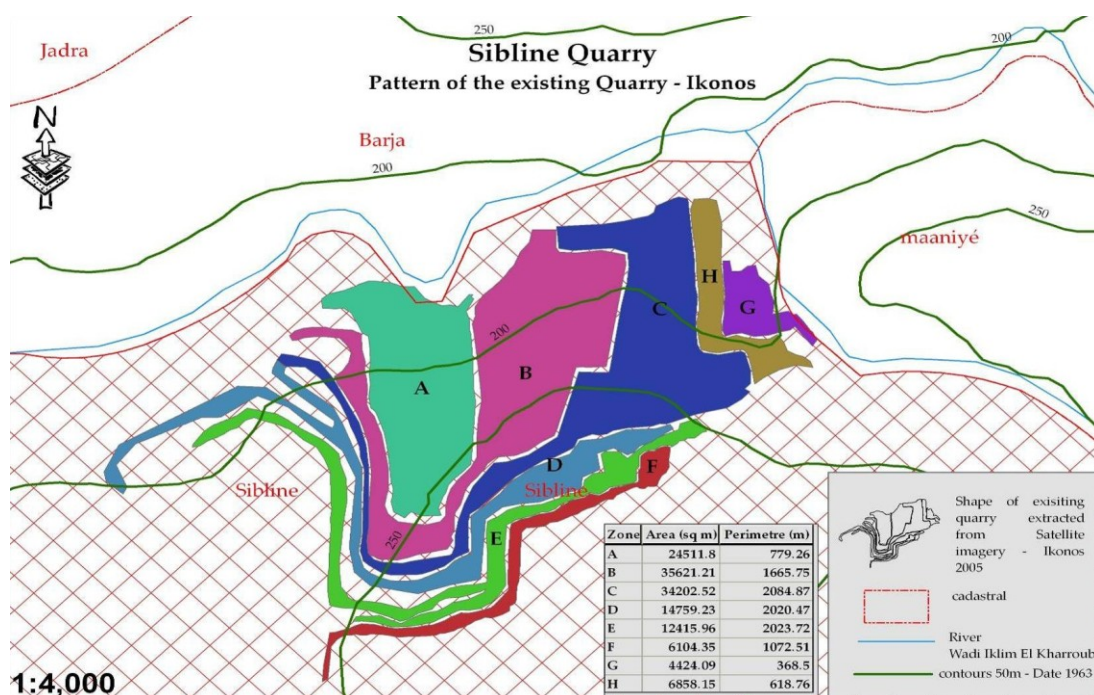 250
Jadra
Sibline Quarry
200
Pattern of the existing Quarry - Ikonos
N
Barja
200
250
maaniyé
H
G
C
200
A
B
D
Sibline
Sibline
F
E
250
Zone Area (sq m) Perimetre (m)
A 24511.8 779.26
B 35621.21 1665.75
C 34202.52 2084.87
D 14759.23 2020.47
E 12415.96 2023.72
F 6104.35 1072.51
G 4424.09 368.5
H 6858.15 618.76
Shape of exisiting
quarry extracted
from Satellite
imagery - Ikonos
2005
cadastral
River
Wadi Iklim El Kharroub
contours 50m - Date 1963
1:4,000